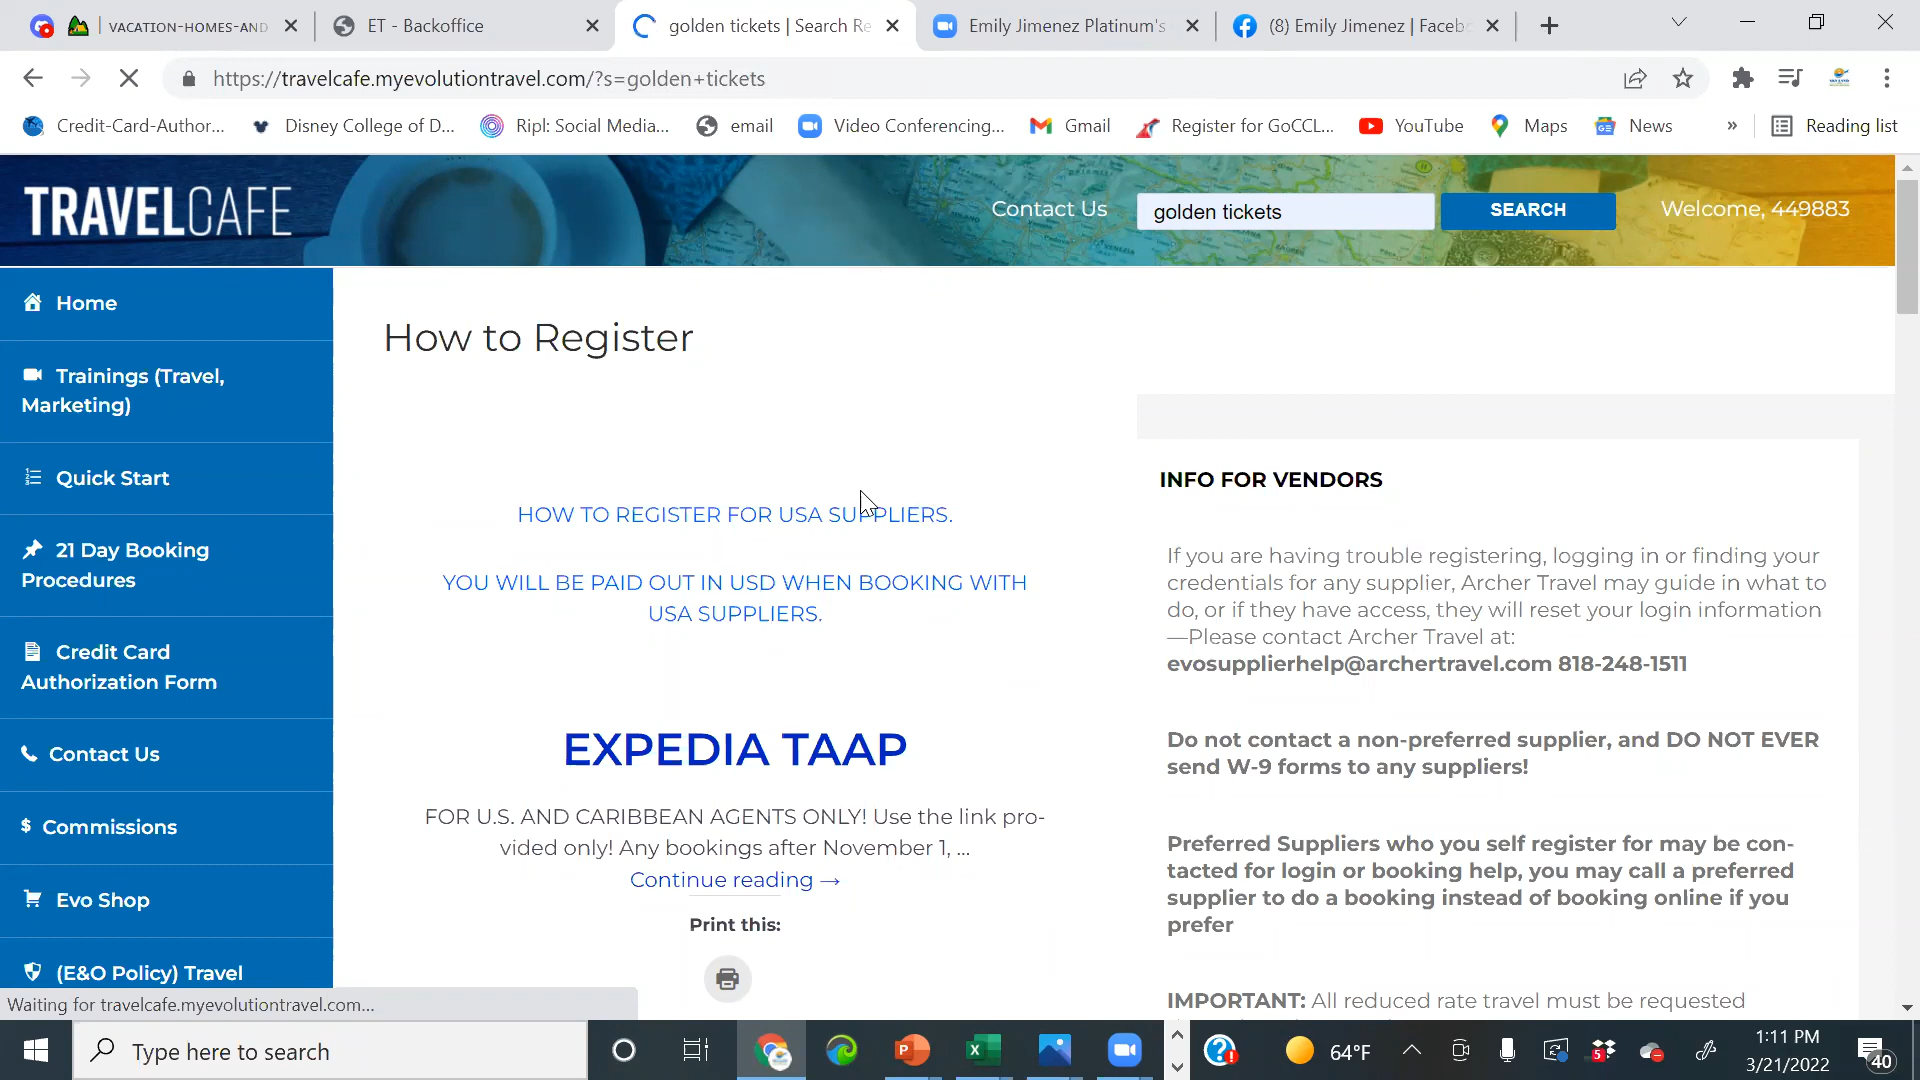 VACATION-HOMES-AND
ET - Backoffice
golden tickets | Search Re
Emily Jimenez Platinum's
(8) Emily Jimenez | Faceb
https://travelcafe.myevolutiontravel.com/?s=golden+tickets
Credit-Card-Author...
Disney College of D...
Ripl: Social Media...
email
Video Conferencing...
Gmail
Register for GoCCL...
YouTube
Maps
News
»
Reading list
TRAVELCAFE
Contact Us
golden tickets
SEARCH
Welcome, 449883
Home
Trainings (Travel,
Marketing)
Quick Start
21 Day Booking
Procedures
Credit Card
Authorization Form
Contact Us
$ Commissions
Evo Shop
(E&O Policy) Travel
Waiting for travelcafe.myevolutiontravel.com...
How to Register
HOW TO REGISTER FOR USA SUPPLIERS.
YOU WILL BE PAID OUT IN USD WHEN BOOKING WITH
USA SUPPLIERS.
EXPEDIA TAAP
FOR U.S. AND CARIBBEAN AGENTS ONLY! Use the link pro-
vided only! Any bookings after November 1, ...
Continue reading →
Print this:
INFO FOR VENDORS
If you are having trouble registering, logging in or finding your
credentials for any supplier, Archer Travel may guide in what to
do, or if they have access, they will reset your login information
—Please contact Archer Travel at:
evosupplierhelp@archertravel.com 818-248-1511
Do not contact a non-preferred supplier, and DO NOT EVER
send W-9 forms to any suppliers!
Preferred Suppliers who you self register for may be con-
tacted for login or booking help, you may call a preferred
supplier to do a booking instead of booking online if you
prefer
IMPORTANT: All reduced rate travel must be requested
Type here to search
64°F
5
1:11 PM
3/21/2022
40